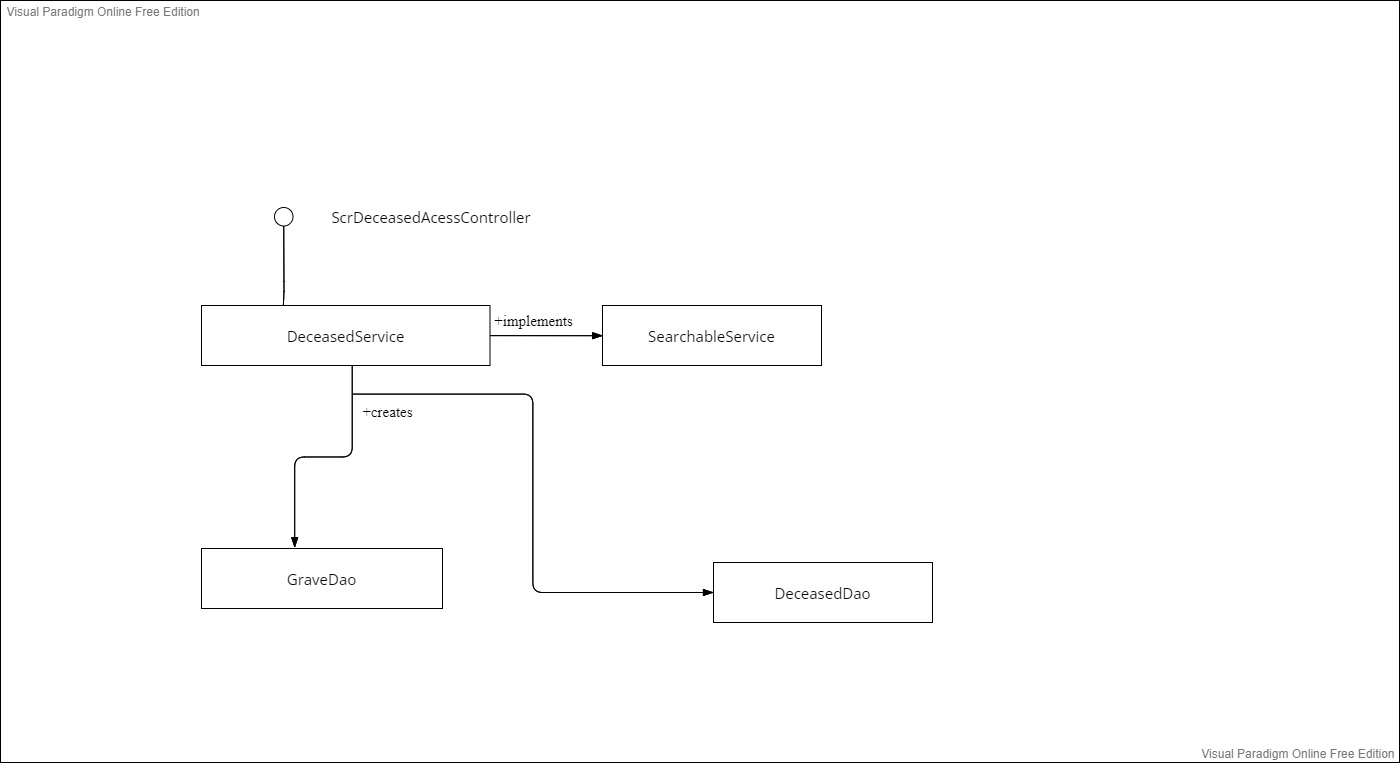 Visual Paradigm Online Free Edition
ScrDeceasedAcessController
+implements
DeceasedService
SearchableService
+creates
GraveDao
DeceasedDao
Visual Paradigm Online Free Edition